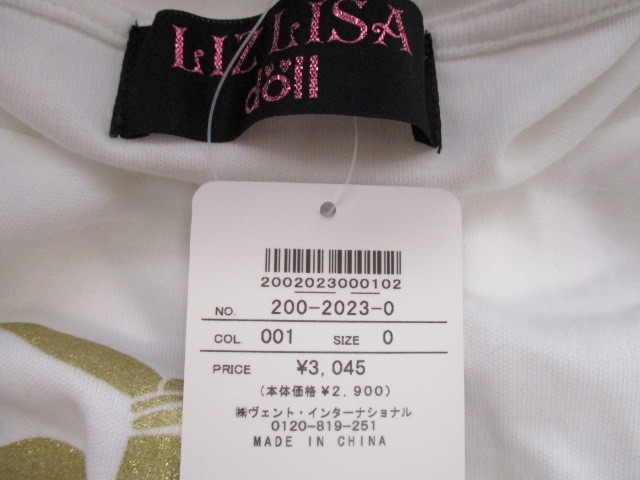 LIZ LISA
döll
2002023000102
NO. 200-2023-0
COL. 001 SIZE 0
PRICE ¥3,045
(本体価格¥2,900)
㈱ヴェント・インターナショナル
0120-819-251
MADE IN CHINA